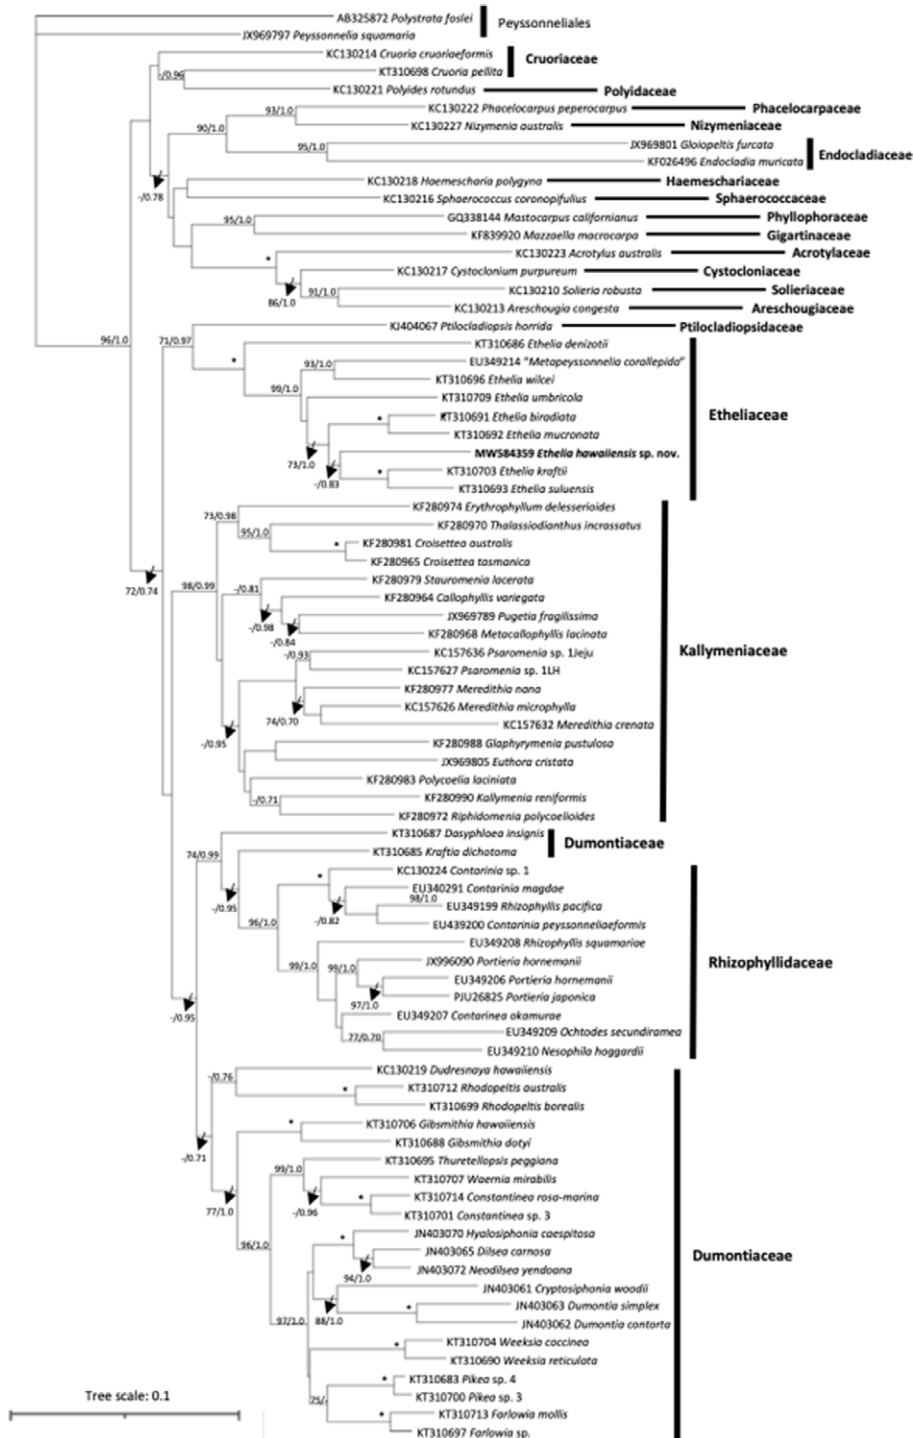 AB325872 Polystrata foslei
Peyssonneliales
JX969797 Peyssonnelia squamaria
KC130214 Cruoria cruoriaeformis
Cruoriaceae
KT310698 Cruoria pellita
-/0.96
KC130221 Polyides rotundus
Polyidaceae
KC130222 Phacelocarpus peperocarpus
Phacelocarpaceae
93/1.0
KC130227 Nizymenia australis
Nizymeniaceae
90/1.0
JX969801 Gloiopeltis furcata
95/1.0
Endocladiaceae
KF026496 Endocladia muricata
KC130218 Haemescharia polygyna
Haemeschariaceae
-/0.78
KC130216 Sphaerococcus coronopifulius
Sphaerococcaceae
GQ338144 Mastocarpus californianus
Phyllophoraceae
95/1.0
KF839920 Mazzaella macrocarpa
Gigartinaceae
KC130223 Acrotylus australis
Acrotylaceae
*
KC130217 Cystoclonium purpureum
Cystocloniaceae
KC130210 Solieria robusta
Solieriaceae
91/1.0
86/1.0
KC130213 Areschougia congesta
Areschougiaceae
KJ404067 Ptilocladiopsis horrida
Ptilocladiopsidaceae
96/1.0
71/0.97
KT310686 Ethelia denizotii
*
93/1.0
EU349214 "Metapeyssonnelia corallepida"
KT310696 Ethelia wilcei
99/1.0
KT310709 Ethelia umbricola
*
KT310691 Ethelia biradiata
Etheliaceae
KT310692 Ethelia mucronata
MW584359 Ethelia hawaiiensis sp. nov.
73/1.0
*
KT310703 Ethelia kraftii
-/0.83
KT310693 Ethelia suluensis
KF280974 Erythrophyllum delesserioides
73/0.98
KF280970 Thalassiodianthus incrassatus
95/1.0
*
KF280981 Croisettea australis
KF280965 Croisettea tasmanica
KF280979 Stauromenia lacerata
72/0.74
98/0.99
-/0.81
KF280964 Callophyllis variegata
JX969789 Pugetia fragilissima
-/0.98
KF280968 Metacallophyllis lacinata
-/0.84
KC157636 Psaromenia sp. 1Jeju
Kallymeniaceae
-/0.93
KC157627 Psaromenia sp. 1LH
KF280977 Meredithia nana
KC157626 Meredithia microphylla
74/0.70
KC157632 Meredithia crenata
KF280988 Glaphyrymenia pustulosa
-/0.95
JX969805 Euthora cristata
KF280983 Polycoelia laciniata
-/0.71
KF280990 Kallymenia reniformis
KF280972 Riphidomenia polycoelioides
KT310687 Dasyphloea insignis
Dumontiaceae
74/0.99
KT310685 Kraftia dichotoma
*
KC130224 Contarinia sp. 1
EU340291 Contarinia magdae
98/1.0
-/0.95
EU349199 Rhizophyllis pacifica
-/0.82
96/1.0
EU439200 Contarinia peyssonneliaeformis
EU349208 Rhizophyllis squamariae
JX996090 Portieria hornemanii
Rhizophyllidaceae
99/1.0
99/1.0
EU349206 Portieria hornemanii
PJU26825 Portieria japonica
97/1.0
EU349207 Contarinea okamurae
-/0.95
EU349209 Ochtodes secundiramea
77/0.70
EU349210 Nesophila hoggardii
KC130219 Dudresnaya hawaiiensis
-/0.76
*
KT310712 Rhodopeltis australis
KT310699 Rhodopeltis borealis
*
KT310706 Gibsmithia hawaiiensis
KT310688 Gibsmithia dotyi
-/0.71
KT310695 Thuretellopsis peggiana
99/1.0
KT310707 Waernia mirabilis
*
KT310714 Constantinea rosa-marina
77/1.0
-/0.96
KT310701 Constantinea sp. 3
JN403070 Hyalosiphonia caespitosa
*
96/1.0
JN403065 Dilsea carnosa
Dumontiaceae
JN403072 Neodilsea yendoana
94/1.0
JN403061 Cryptosiphonia woodii
*
JN403063 Dumontia simplex
97/1.0
88/1.0
JN403062 Dumontia contorta
*
KT310704 Weeksia coccinea
KT310690 Weeksia reticulata
*
KT310683 Pikea sp. 4
Tree scale: 0.1
75/-
KT310700 Pikea sp. 3
*
KT310713 Farlowia mollis
KT310697 Farlowia sp.